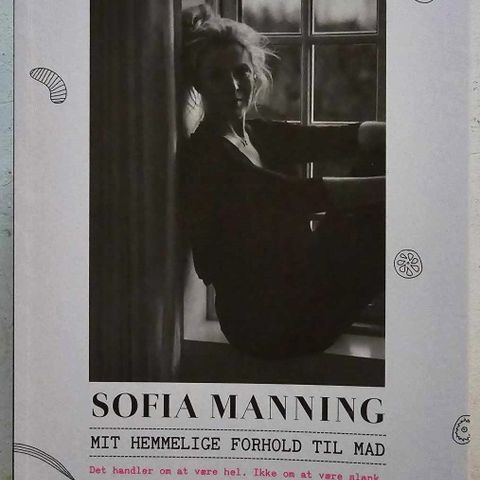 SOFIA MANNING
MIT HEMMELIGE FORHOLD TIL MAD
Det handler om at være hel. Ikke om at være slank